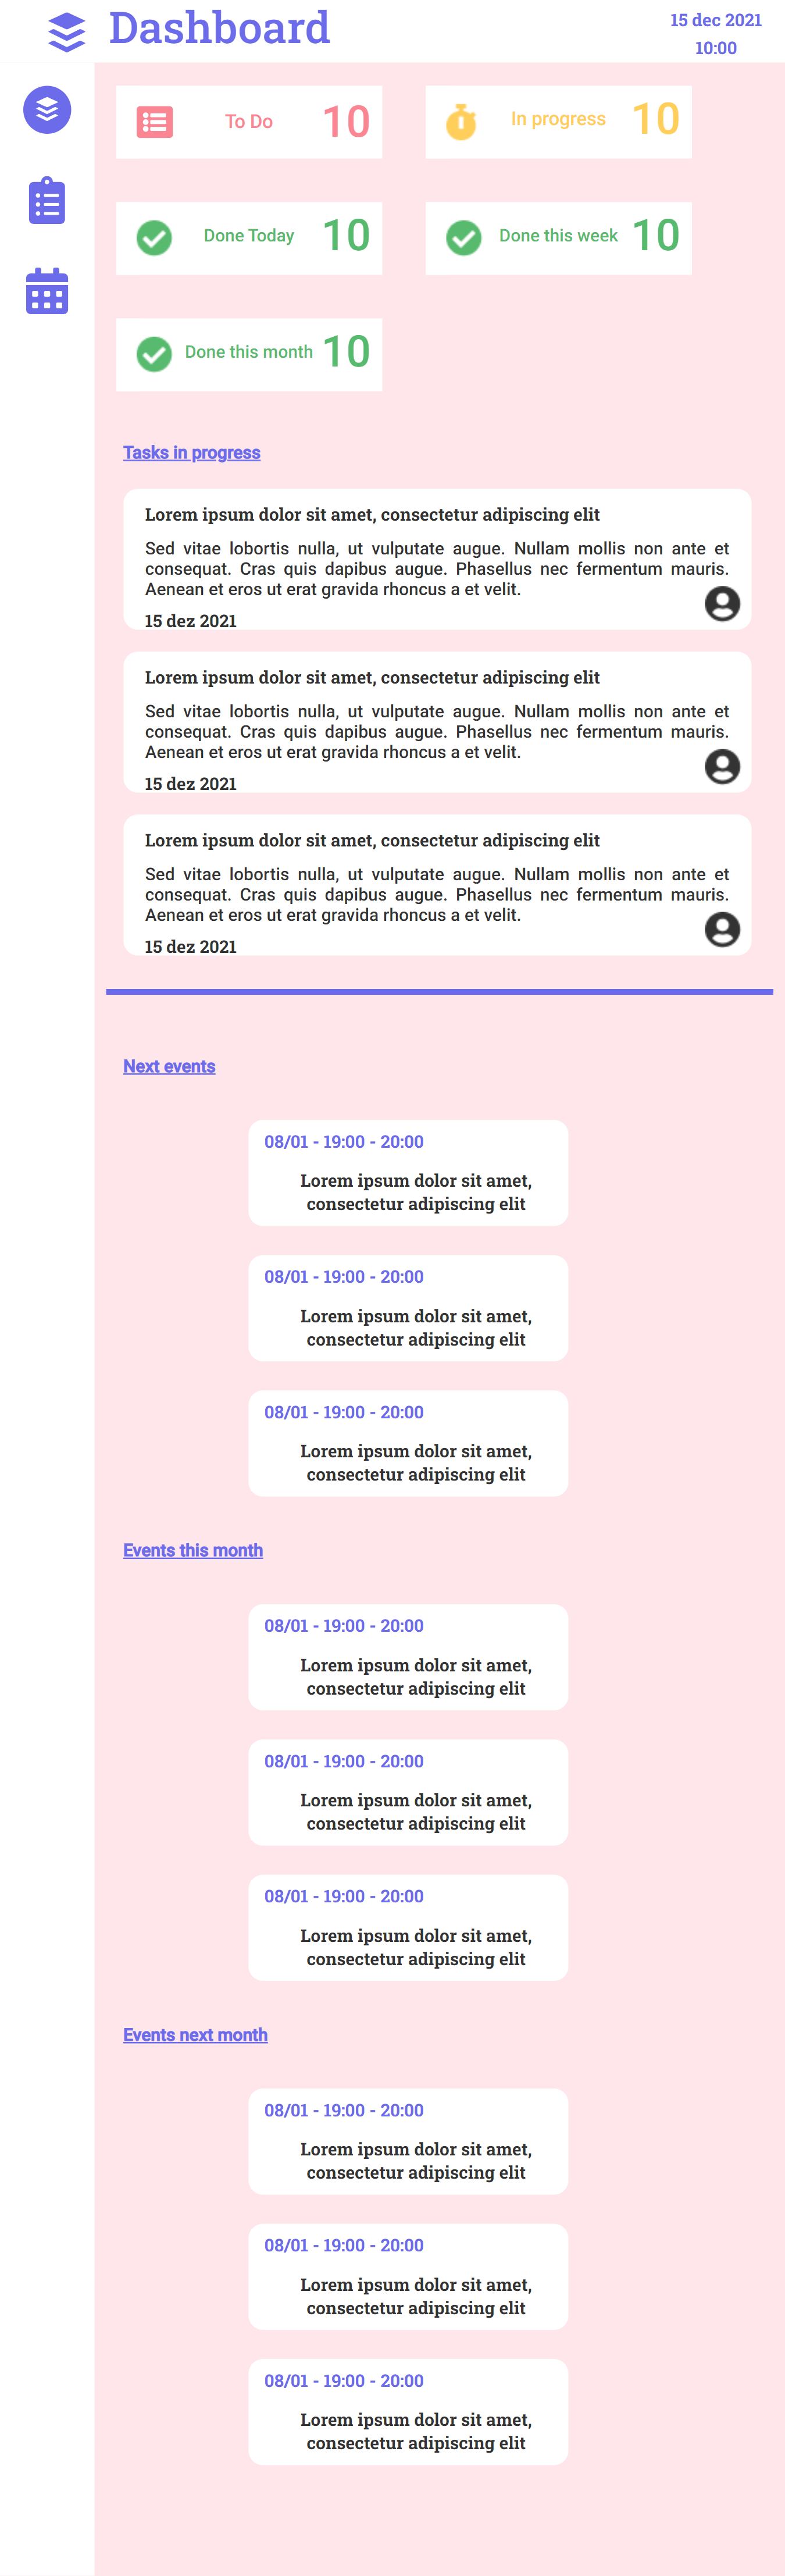 Dashboard
15 dec 2021
10:00
To Do 10
In progress 10
Done Today 10
Done this week 10
Done this month 10
Tasks in progress
Lorem ipsum dolor sit amet, consectetur adipiscing elit
Sed vitae lobortis nulla, ut vulputate augue. Nullam mollis non ante et
consequat. Cras quis dapibus augue. Phasellus nec fermentum mauris.
Aenean et eros ut erat gravida rhoncus a et velit.
15 dez 2021
Lorem ipsum dolor sit amet, consectetur adipiscing elit
Sed vitae lobortis nulla, ut vulputate augue. Nullam mollis non ante et
consequat. Cras quis dapibus augue. Phasellus nec fermentum mauris.
Aenean et eros ut erat gravida rhoncus a et velit.
15 dez 2021
Lorem ipsum dolor sit amet, consectetur adipiscing elit
Sed vitae lobortis nulla, ut vulputate augue. Nullam mollis non ante et
consequat. Cras quis dapibus augue. Phasellus nec fermentum mauris.
Aenean et eros ut erat gravida rhoncus a et velit.
15 dez 2021
Next events
08/01 - 19:00 - 20:00
Lorem ipsum dolor sit amet,
consectetur adipiscing elit
08/01 - 19:00 - 20:00
Lorem ipsum dolor sit amet,
consectetur adipiscing elit
08/01 - 19:00 - 20:00
Lorem ipsum dolor sit amet,
consectetur adipiscing elit
Events this month
08/01 - 19:00 - 20:00
Lorem ipsum dolor sit amet,
consectetur adipiscing elit
08/01 - 19:00 - 20:00
Lorem ipsum dolor sit amet,
consectetur adipiscing elit
08/01 - 19:00 - 20:00
Lorem ipsum dolor sit amet,
consectetur adipiscing elit
Events next month
08/01 - 19:00 - 20:00
Lorem ipsum dolor sit amet,
consectetur adipiscing elit
08/01 - 19:00 - 20:00
Lorem ipsum dolor sit amet,
consectetur adipiscing elit
08/01 - 19:00 - 20:00
Lorem ipsum dolor sit amet,
consectetur adipiscing elit